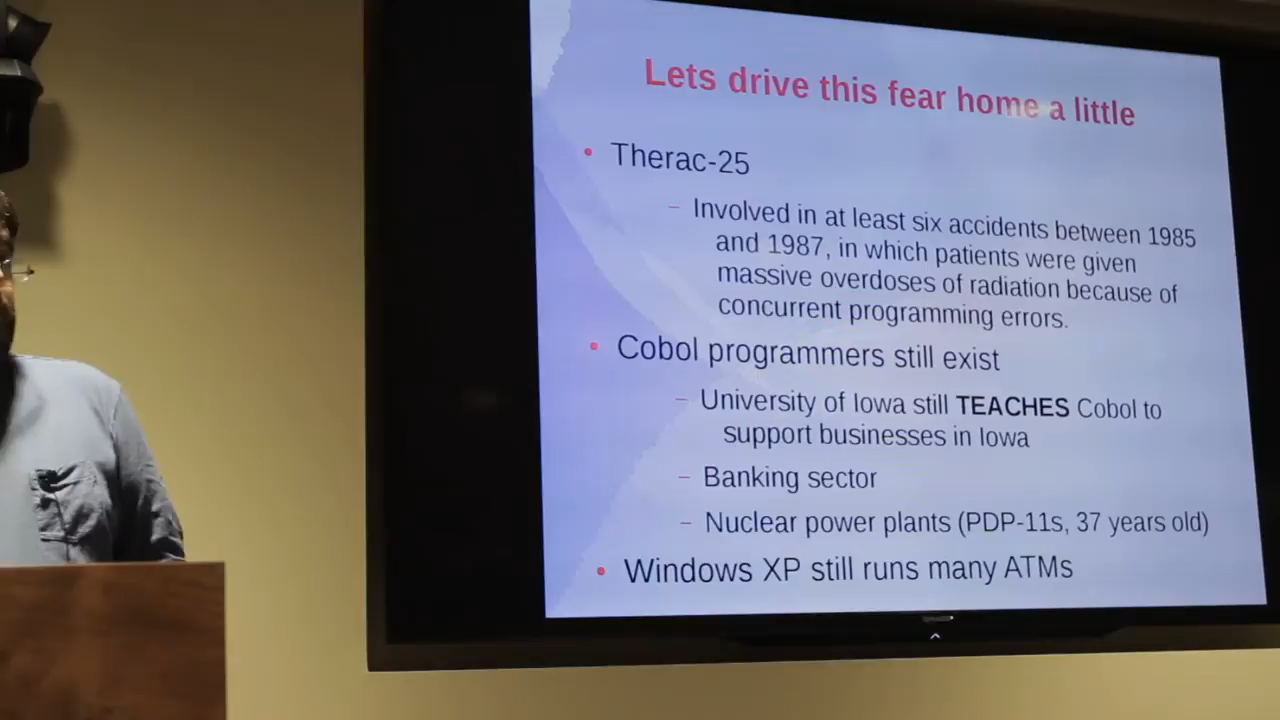 Lets drive this fear home a little
• Therac-25
– Involved in at least six accidents between 1985
and 1987, in which patients were given
massive overdoses of radiation because of
concurrent programming errors.
• Cobol programmers still exist
– University of Iowa still TEACHES Cobol to
support businesses in Iowa
– Banking sector
– Nuclear power plants (PDP-11s, 37 years old)
• Windows XP still runs many ATMs